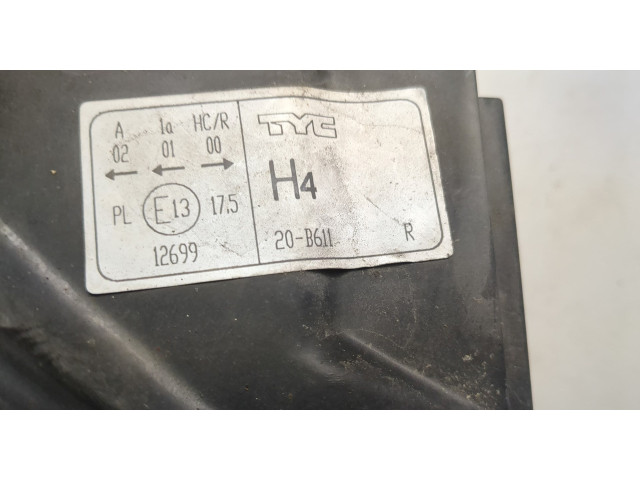 A 1a HC/R
02 01 00
← ← →
PL E13 17.5
12699
TYC
H4
20-B611 R